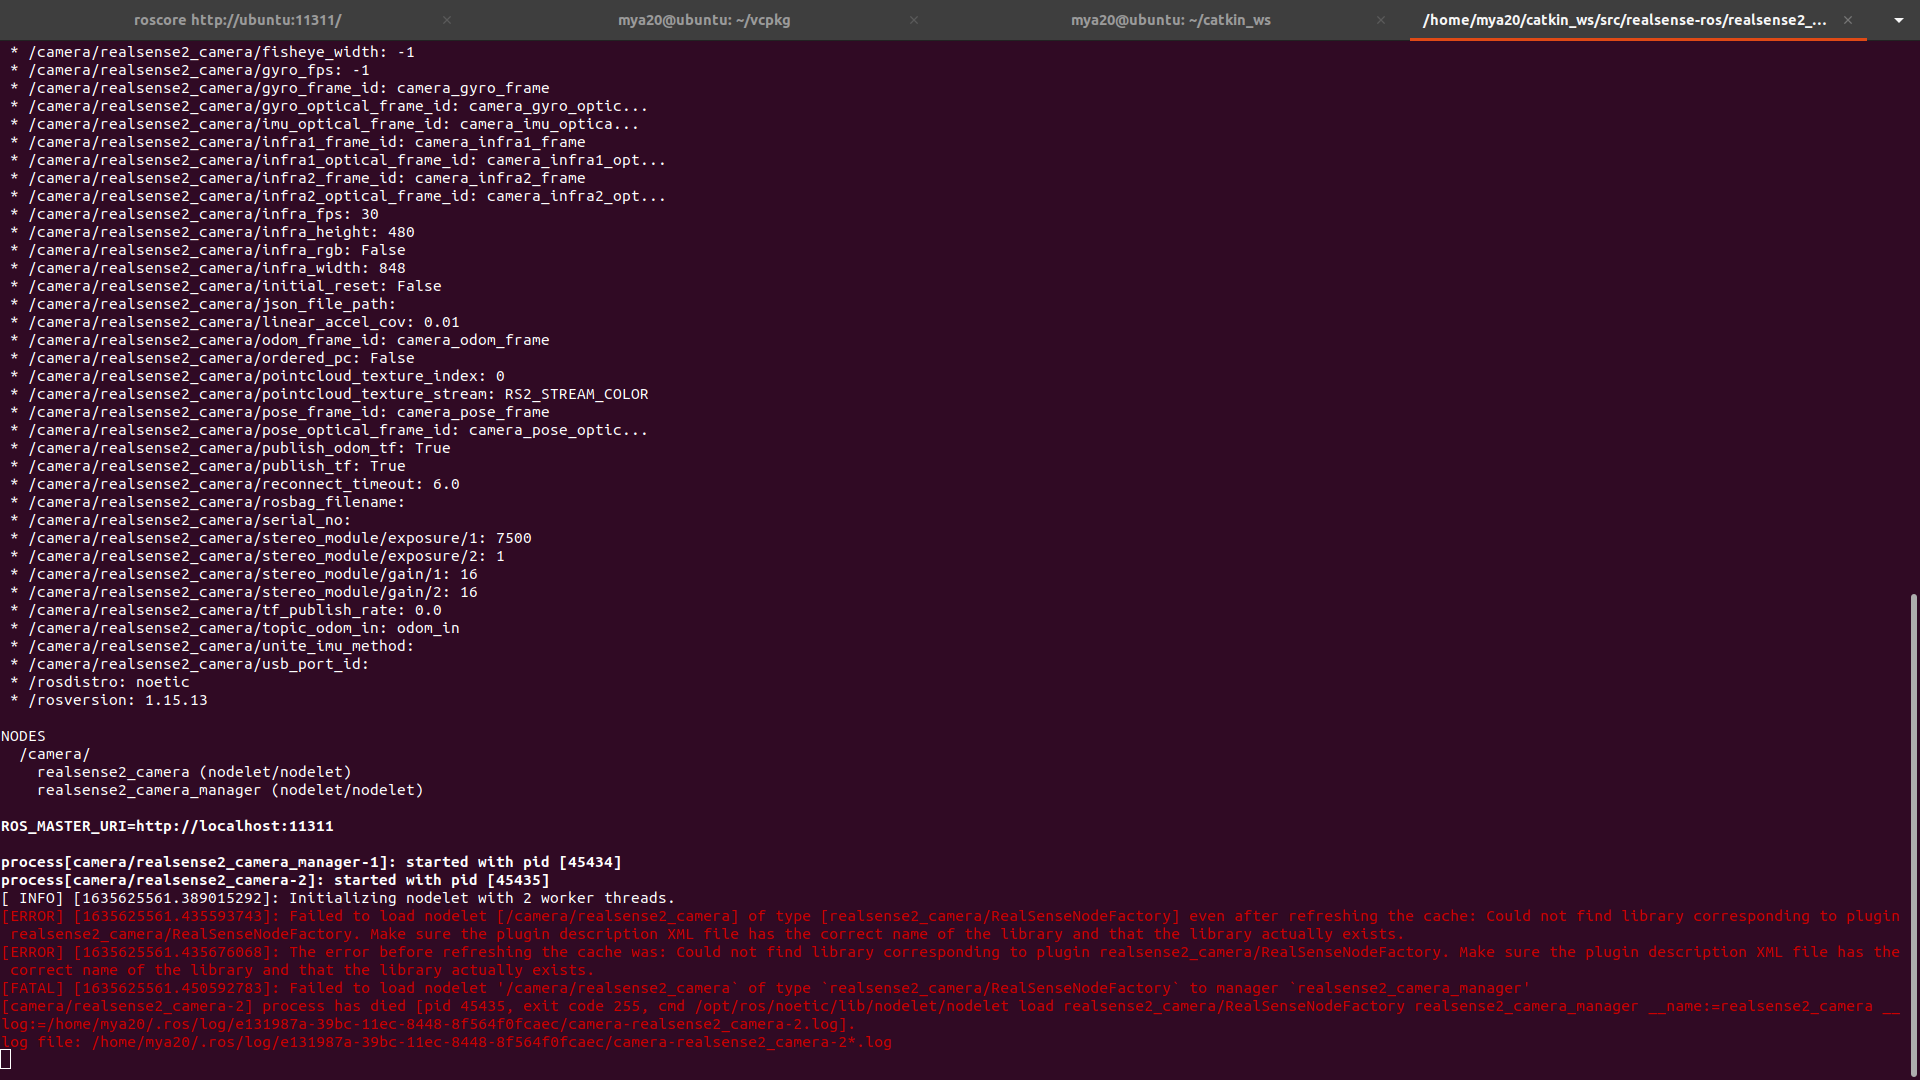 roscore http://ubuntu:11311/
mya20@ubuntu: ~/vcpkg
mya20@ubuntu: ~/catkin_ws
/home/mya20/catkin_ws/src/realsense-ros/realsense2_...
* /camera/realsense2_camera/fisheye_width: -1
* /camera/realsense2_camera/gyro_fps: -1
* /camera/realsense2_camera/gyro_frame_id: camera_gyro_frame
* /camera/realsense2_camera/gyro_optical_frame_id: camera_gyro_optic...
* /camera/realsense2_camera/imu_optical_frame_id: camera_imu_optica...
* /camera/realsense2_camera/infra1_frame_id: camera_infra1_frame
* /camera/realsense2_camera/infra1_optical_frame_id: camera_infra1_opt...
* /camera/realsense2_camera/infra2_frame_id: camera_infra2_frame
* /camera/realsense2_camera/infra2_optical_frame_id: camera_infra2_opt...
* /camera/realsense2_camera/infra_fps: 30
* /camera/realsense2_camera/infra_height: 480
* /camera/realsense2_camera/infra_rgb: False
* /camera/realsense2_camera/infra_width: 848
* /camera/realsense2_camera/initial_reset: False
* /camera/realsense2_camera/json_file_path:
* /camera/realsense2_camera/linear_accel_cov: 0.01
* /camera/realsense2_camera/odom_frame_id: camera_odom_frame
* /camera/realsense2_camera/ordered_pc: False
* /camera/realsense2_camera/pointcloud_texture_index: 0
* /camera/realsense2_camera/pointcloud_texture_stream: RS2_STREAM_COLOR
* /camera/realsense2_camera/pose_frame_id: camera_pose_frame
* /camera/realsense2_camera/pose_optical_frame_id: camera_pose_optic...
* /camera/realsense2_camera/publish_odom_tf: True
* /camera/realsense2_camera/publish_tf: True
* /camera/realsense2_camera/reconnect_timeout: 6.0
* /camera/realsense2_camera/rosbag_filename:
* /camera/realsense2_camera/serial_no:
* /camera/realsense2_camera/stereo_module/exposure/1: 7500
* /camera/realsense2_camera/stereo_module/exposure/2: 1
* /camera/realsense2_camera/stereo_module/gain/1: 16
* /camera/realsense2_camera/stereo_module/gain/2: 16
* /camera/realsense2_camera/tf_publish_rate: 0.0
* /camera/realsense2_camera/topic_odom_in: odom_in
* /camera/realsense2_camera/unite_imu_method:
* /camera/realsense2_camera/usb_port_id:
* /rosdistro: noetic
* /rosversion: 1.15.13
NODES
/camera/
realsense2_camera (nodelet/nodelet)
realsense2_camera_manager (nodelet/nodelet)
ROS_MASTER_URI=http://localhost:11311
process[camera/realsense2_camera_manager-1]: started with pid [45434]
process[camera/realsense2_camera-2]: started with pid [45435]
[ INFO] [1635625561.389015292]: Initializing nodelet with 2 worker threads.
[ERROR] [1635625561.435593743]: Failed to load nodelet [/camera/realsense2_camera] of type [realsense2_camera/RealSenseNodeFactory] even after refreshing the cache: Could not find library corresponding to plugin
realsense2_camera/RealSenseNodeFactory. Make sure the plugin description XML file has the correct name of the library and that the library actually exists.
[ERROR] [1635625561.435676068]: The error before refreshing the cache was: Could not find library corresponding to plugin realsense2_camera/RealSenseNodeFactory. Make sure the plugin description XML file has the
correct name of the library and that the library actually exists.
[FATAL] [1635625561.450592783]: Failed to load nodelet '/camera/realsense2_camera` of type `realsense2_camera/RealSenseNodeFactory` to manager `realsense2_camera_manager'
[camera/realsense2_camera-2] process has died [pid 45435, exit code 255, cmd /opt/ros/noetic/lib/nodelet/nodelet load realsense2_camera/RealSenseNodeFactory realsense2_camera_manager __name:=realsense2_camera __
log:=/home/mya20/.ros/log/e131987a-39bc-11ec-8448-8f564f0fcaec/camera-realsense2_camera-2.log].
log file: /home/mya20/.ros/log/e131987a-39bc-11ec-8448-8f564f0fcaec/camera-realsense2_camera-2*.log